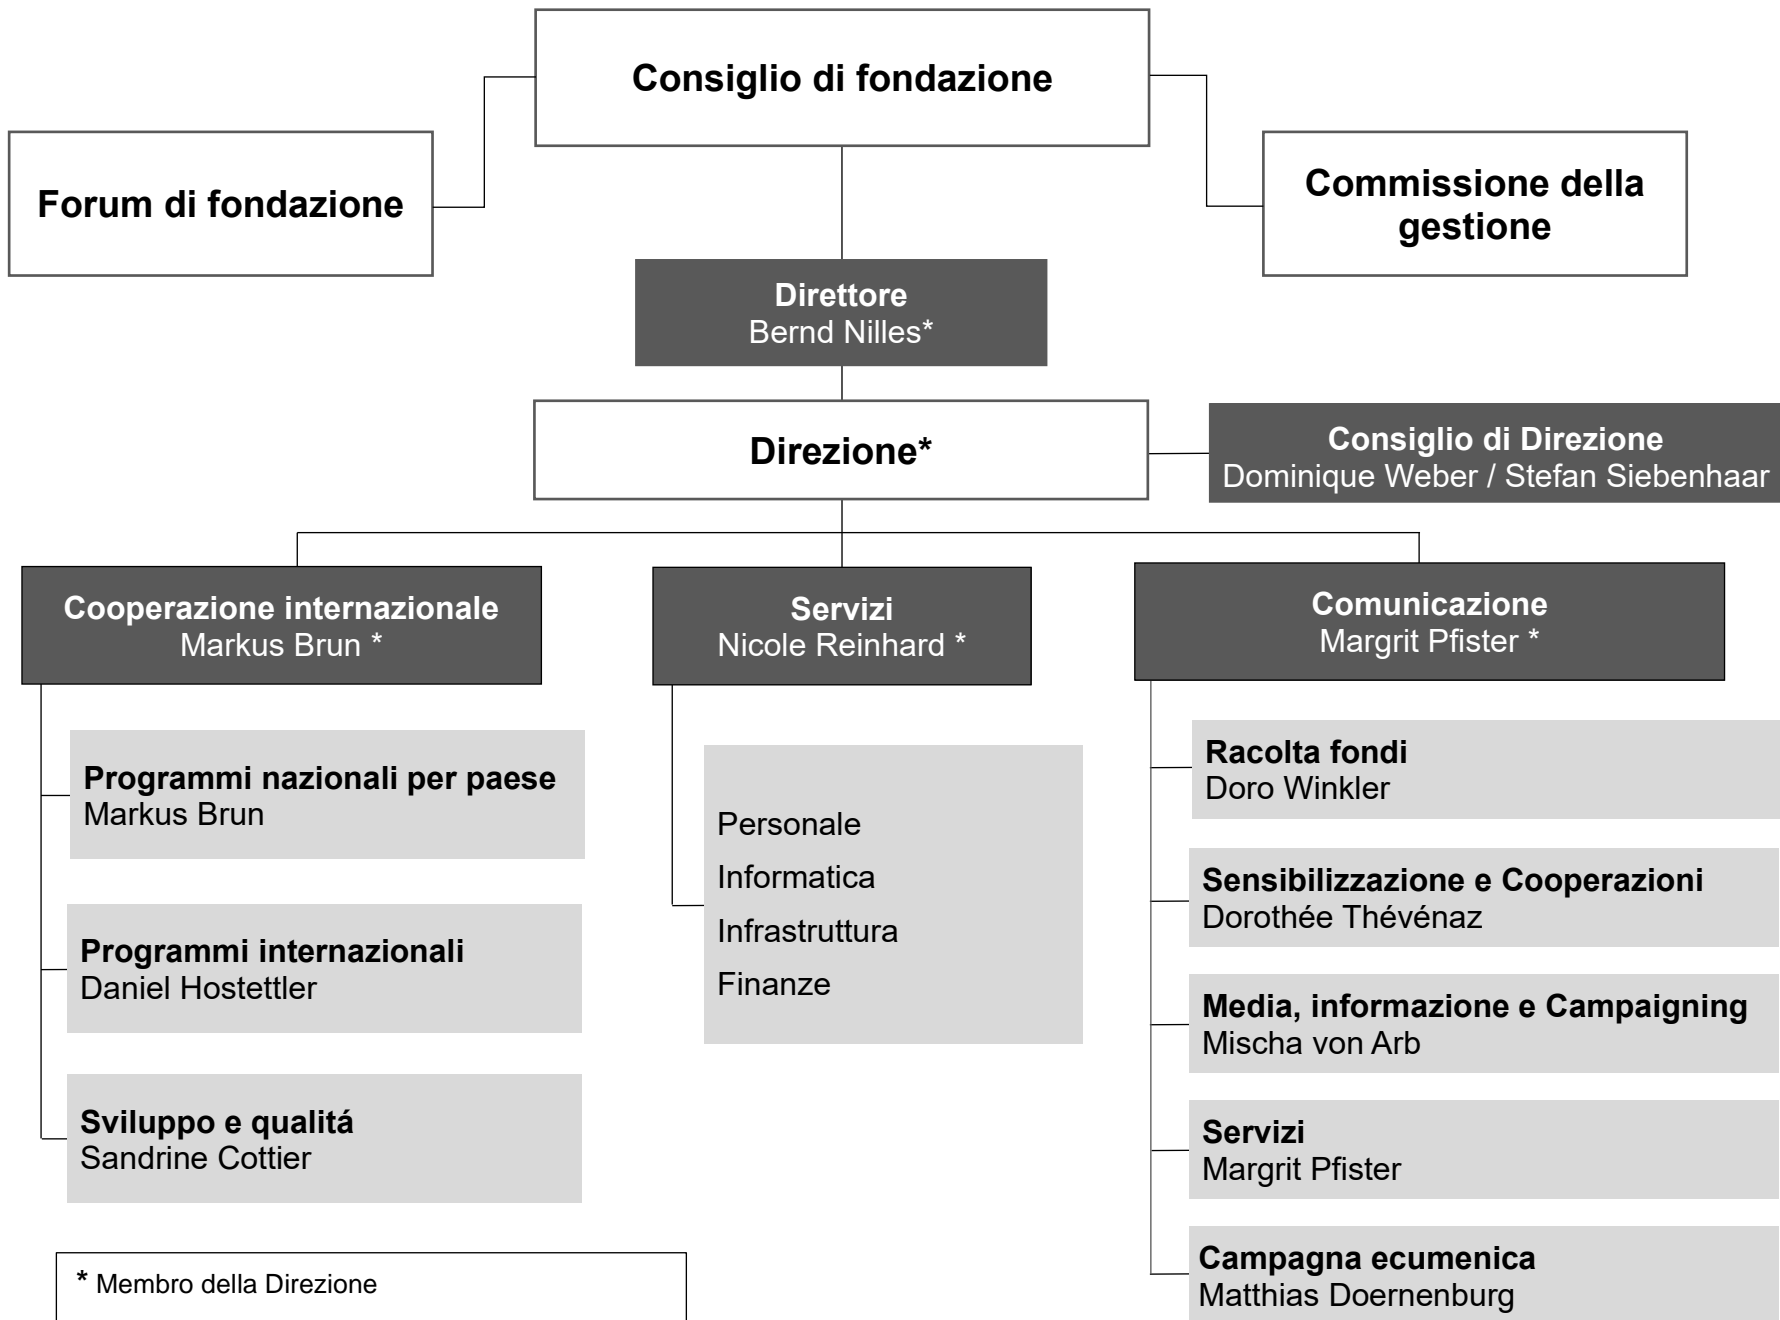 Consiglio di fondazione
Forum di fondazione
Commissione della
gestione
Direttore
Bernd Nilles*
Direzione*
Consiglio di Direzione
Dominique Weber / Stefan Siebenhaar
Cooperazione internazionale
Markus Brun *
Servizi
Nicole Reinhard *
Comunicazione
Margrit Pfister *
Programmi nazionali per paese
Markus Brun
Programmi internazionali
Daniel Hostettler
Sviluppo e qualitá
Sandrine Cottier
Personale
Informatica
Infrastruttura
Finanze
Racolta fondi
Doro Winkler
Sensibilizzazione e Cooperazioni
Dorothée Thévénaz
Media, informazione e Campaigning
Mischa von Arb
Servizi
Margrit Pfister
Campagna ecumenica
Matthias Doernenburg
* Membro della Direzione